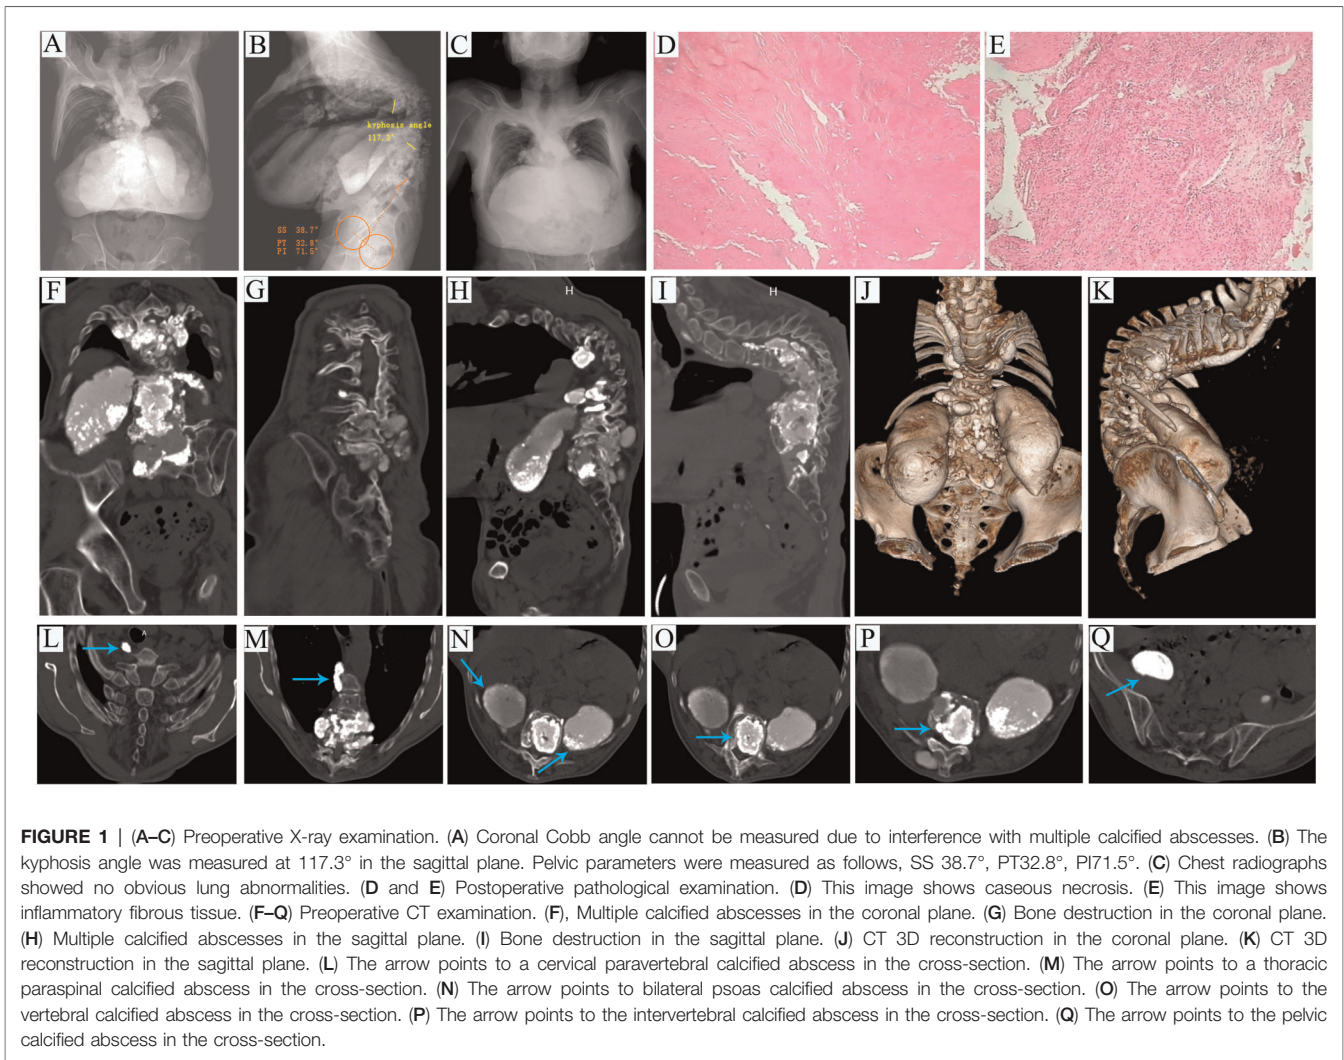 A
B
C
D
E
kyphosis angle
117.3°
SS 38.7°
PT 32.8°
PI 71.5°
F
G
H
H
I
H
J
K
L
A
M
N
O
P
Q
FIGURE 1 | (A–C) Preoperative X-ray examination. (A) Coronal Cobb angle cannot be measured due to interference with multiple calcified abscesses. (B) The
kyphosis angle was measured at 117.3° in the sagittal plane. Pelvic parameters were measured as follows, SS 38.7°, PT32.8°, PI71.5°. (C) Chest radiographs
showed no obvious lung abnormalities. (D and E) Postoperative pathological examination. (D) This image shows caseous necrosis. (E) This image shows
inflammatory fibrous tissue. (F–Q) Preoperative CT examination. (F), Multiple calcified abscesses in the coronal plane. (G) Bone destruction in the coronal plane.
(H) Multiple calcified abscesses in the sagittal plane. (I) Bone destruction in the sagittal plane. (J) CT 3D reconstruction in the coronal plane. (K) CT 3D
reconstruction in the sagittal plane. (L) The arrow points to a cervical paravertebral calcified abscess in the cross-section. (M) The arrow points to a thoracic
paraspinal calcified abscess in the cross-section. (N) The arrow points to bilateral psoas calcified abscess in the cross-section. (O) The arrow points to the
vertebral calcified abscess in the cross-section. (P) The arrow points to the intervertebral calcified abscess in the cross-section. (Q) The arrow points to the pelvic
calcified abscess in the cross-section.